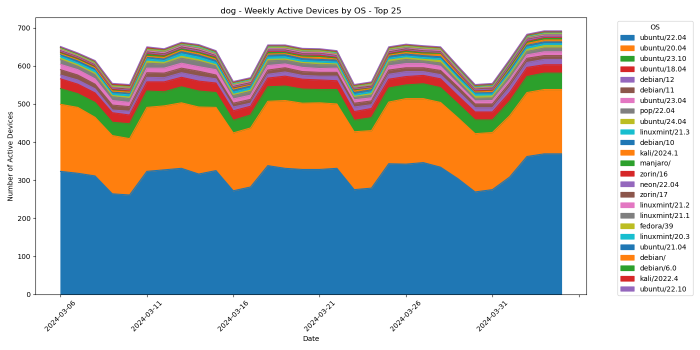 dog - Weekly Active Devices by OS - Top 25
Number of Active Devices
700
600
500
400
300
200
100
0
2024-03-06
2024-03-11
2024-03-16
2024-03-21
2024-03-26
2024-03-31
Date
OS
ubuntu/22.04
ubuntu/20.04
ubuntu/23.10
ubuntu/18.04
debian/12
debian/11
ubuntu/23.04
pop/22.04
ubuntu/24.04
linuxmint/21.3
debian/10
kali/2024.1
manjaro/
zorin/16
neon/22.04
zorin/17
linuxmint/21.2
linuxmint/21.1
fedora/39
linuxmint/20.3
ubuntu/21.04
debian/
debian/6.0
kali/2022.4
ubuntu/22.10